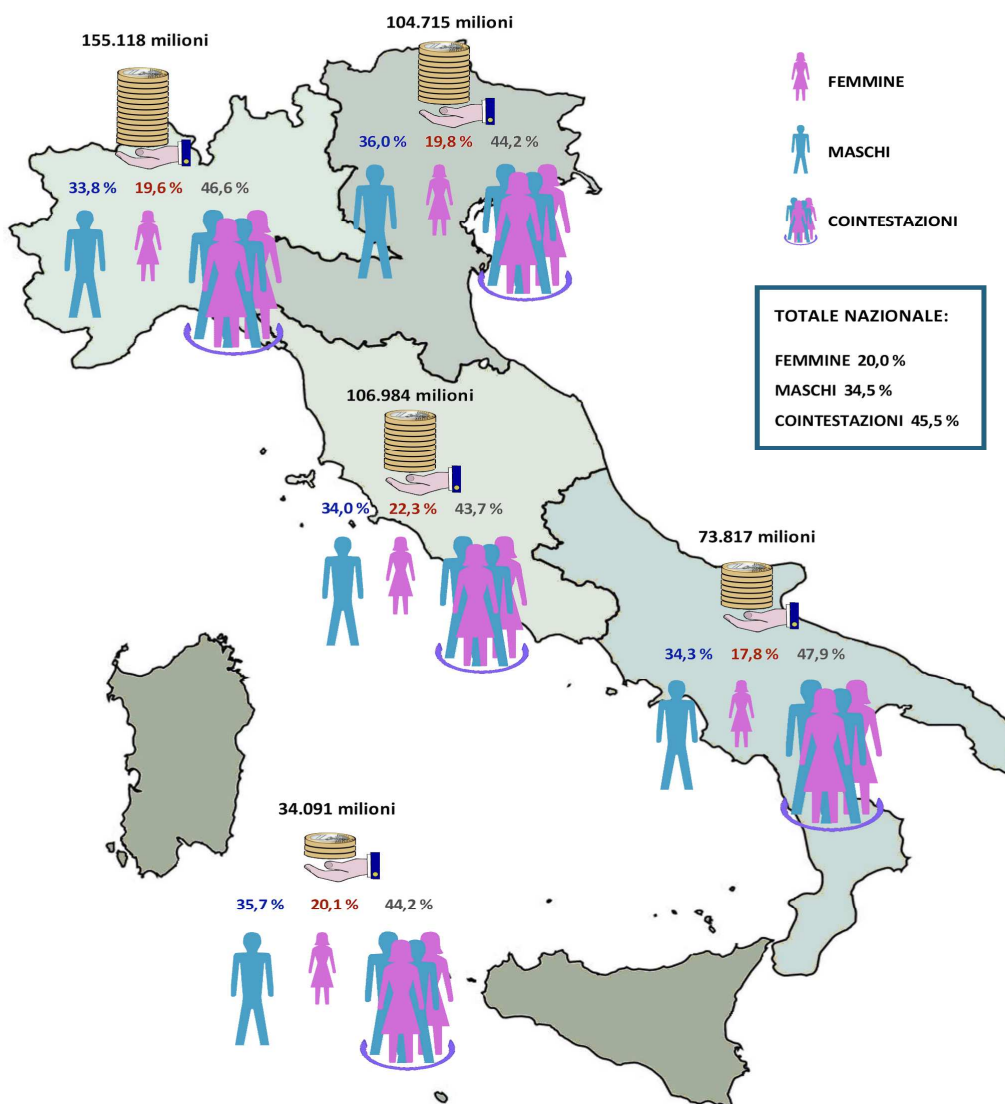 155.118 milioni
33,8 % 19,6 % 46,6 %
104.715 milioni
36,0 % 19,8 % 44,2 %
FEMMINE
MASCHI
COINTESTAZIONI
TOTALE NAZIONALE:
FEMMINE 20,0 %
MASCHI 34,5 %
COINTESTAZIONI 45,5 %
106.984 milioni
34,0 % 22,3 % 43,7 %
73.817 milioni
34,3 % 17,8 % 47,9 %
34.091 milioni
35,7 % 20,1 % 44,2 %